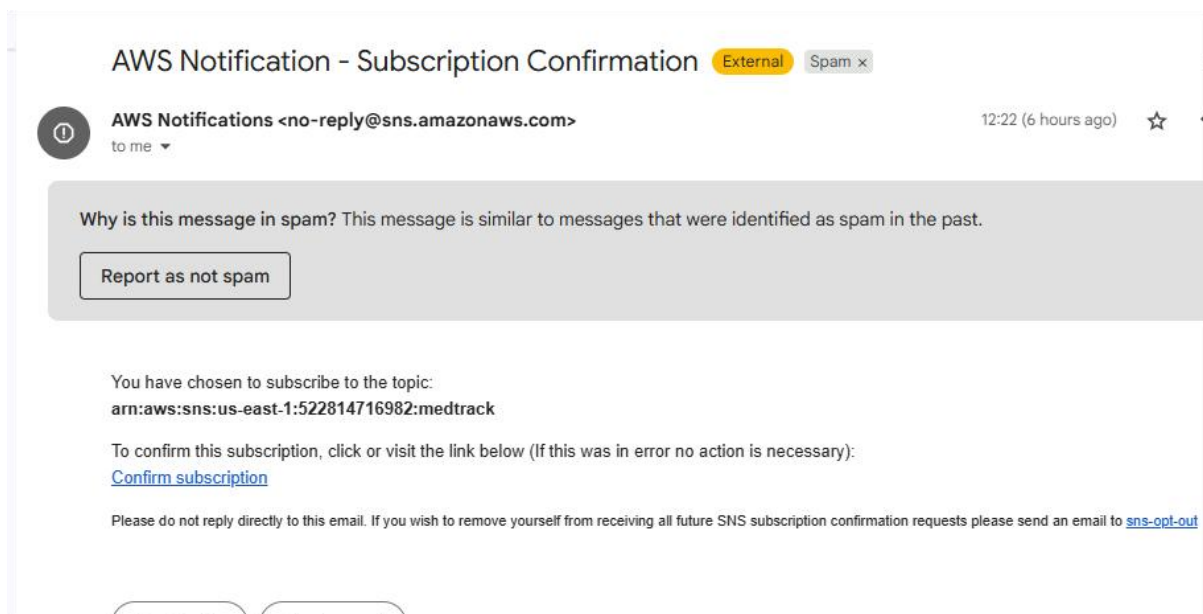 AWS Notification - Subscription Confirmation External Spam ×
AWS Notifications <no-reply@sns.amazonaws.com> 12:22 (6 hours ago)
to me
Why is this message in spam? This message is similar to messages that were identified as spam in the past.
Report as not spam
You have chosen to subscribe to the topic:
arn:aws:sns:us-east-1:522814716982:medtrack
To confirm this subscription, click or visit the link below (If this was in error no action is necessary):
Confirm subscription
Please do not reply directly to this email. If you wish to remove yourself from receiving all future SNS subscription confirmation requests please send an email to sns-opt-out